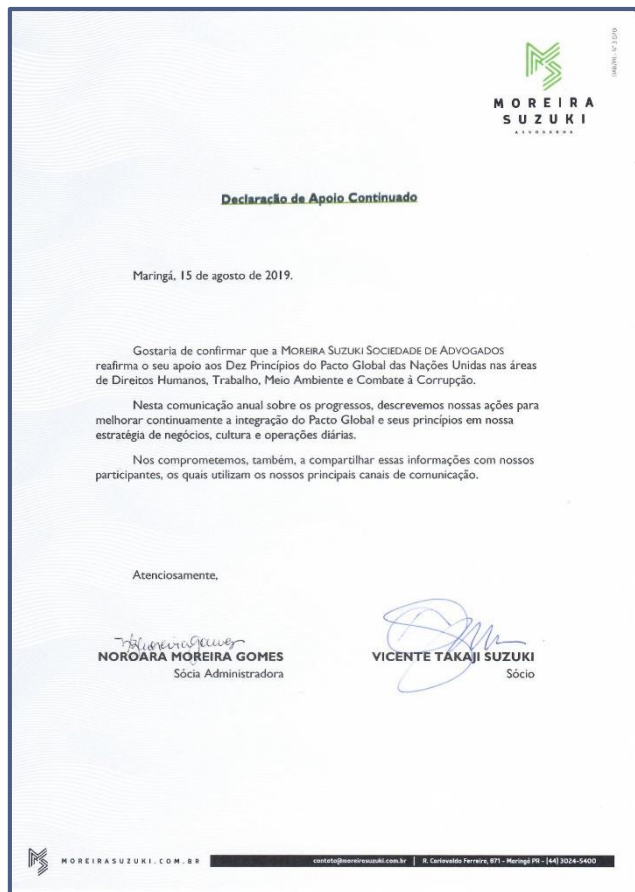 MOREIRA
SUZUKI
ADVOGADOS
Declaração de Apoio Continuado
Maringá, 15 de agosto de 2019.
Gostaria de confirmar que a MOREIRA SUZUKI SOCIEDADE DE ADVOGADOS
reafirma o seu apoio aos Dez Princípios do Pacto Global das Nações Unidas nas áreas
de Direitos Humanos, Trabalho, Meio Ambiente e Combate à Corrupção.
Nesta comunicação anual sobre os progressos, descrevemos nossas ações para
melhorar continuamente a integração do Pacto Global e seus princípios em nossa
estratégia de negócios, cultura e operações diárias.
Nos comprometemos, também, a compartilhar essas informações com nossos
participantes, os quais utilizam os nossos principais canais de comunicação.
Atenciosamente,
NOROARA MOREIRA GOMES
Sócia Administradora
VICENTE TAKAJI SUZUKI
Sócio
MOREIRASUZUKI.COM.BR
contato@moreirasuzuki.com.br | R. Cariovaldo Ferreira, 871 - Maringá PR - (44) 3024-5400